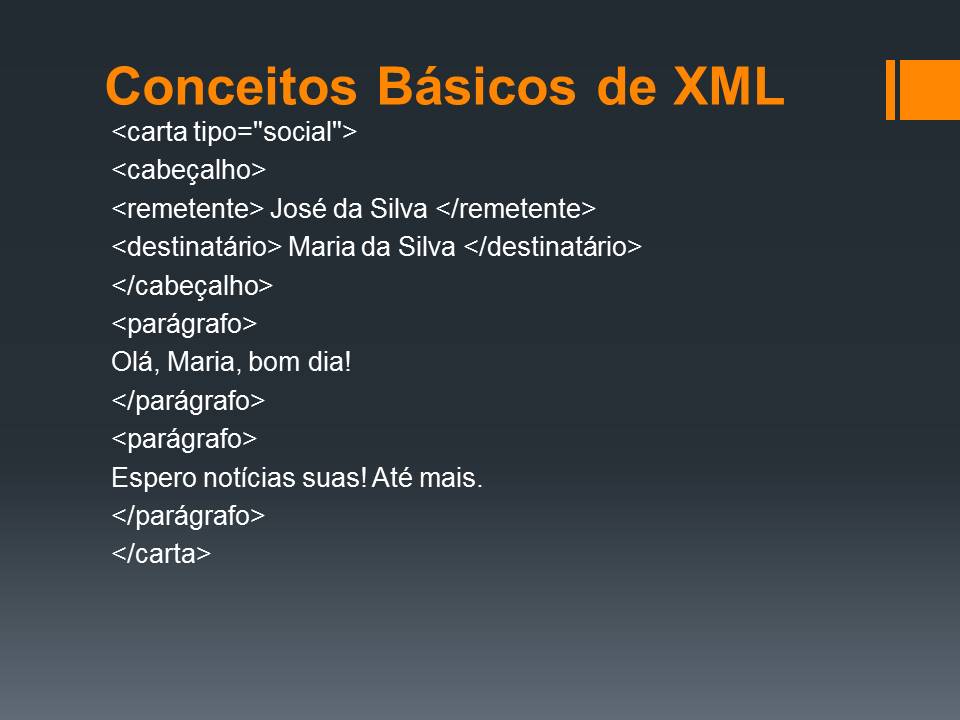 Conceitos Básicos de XML
<carta tipo="social">
<cabeçalho>
<remetente> José da Silva </remetente>
<destinatário> Maria da Silva </destinatário>
</cabeçalho>
<parágrafo>
Olá, Maria, bom dia!
</parágrafo>
<parágrafo>
Espero notícias suas! Até mais.
</parágrafo>
</carta>